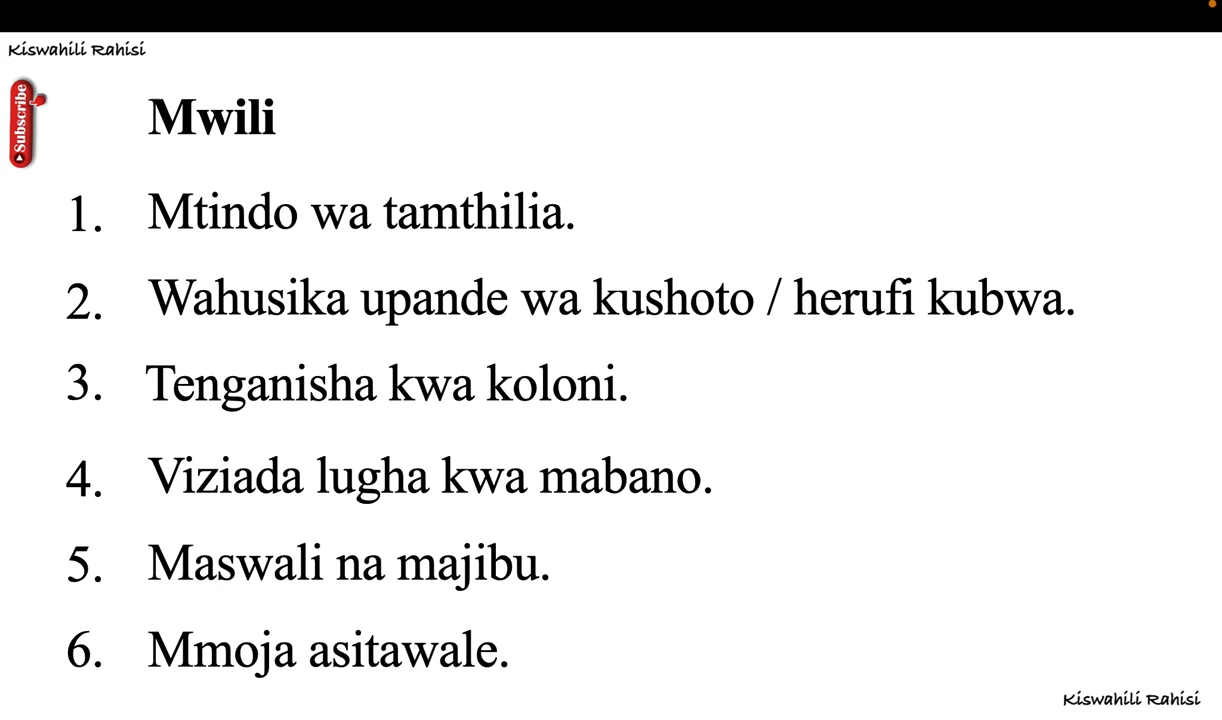 Kiswahili Rahisi
Subscribe
Mwili
1. Mtindo wa tamthilia.
2. Wahusika upande wa kushoto / herufi kubwa.
3. Tenganisha kwa koloni.
4. Viziada lugha kwa mabano.
5. Maswali na majibu.
6. Mmoja asitawale.
Kiswahili Rahisi